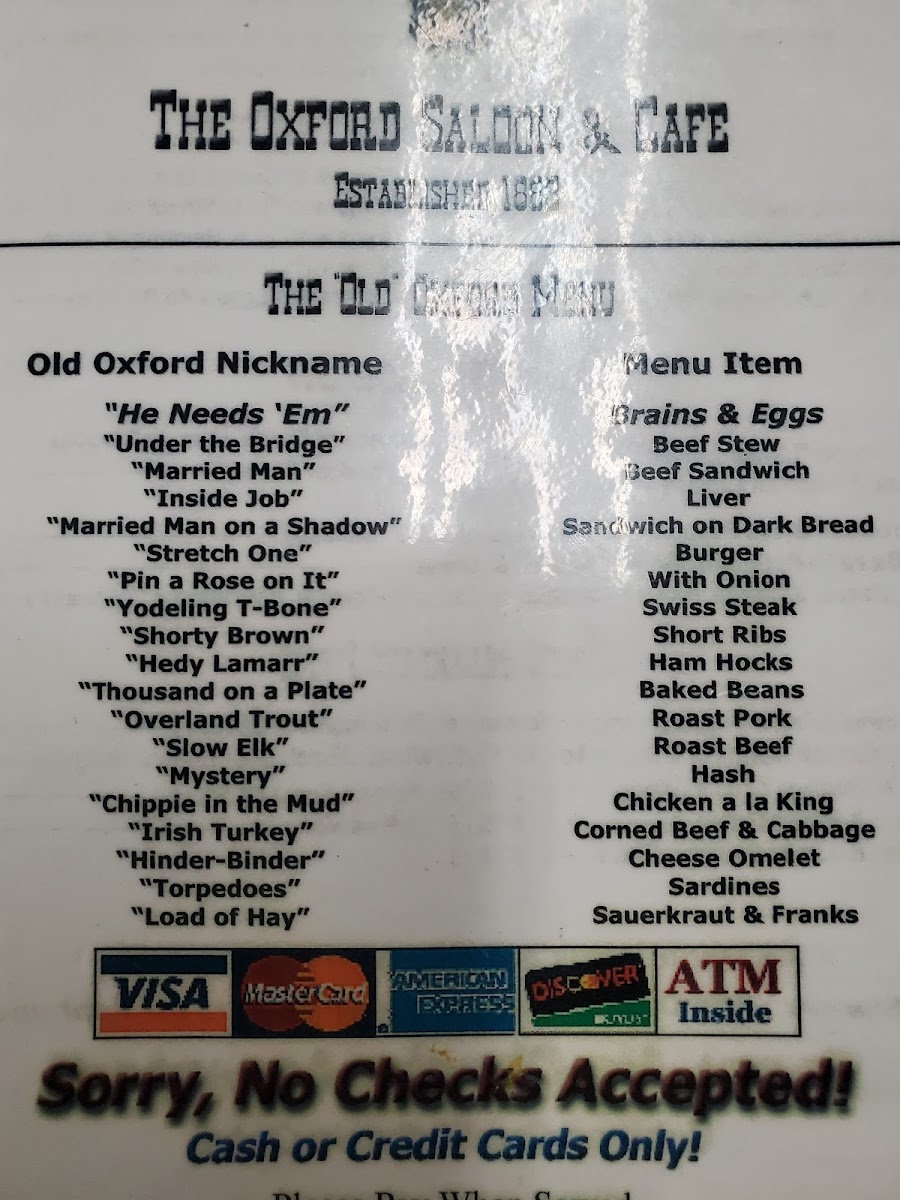 The Oxford Saloon & Cafe
Established 1883
The "Old" Oxford Menu
Old Oxford Nickname Menu Item
"He Needs 'Em" Brains & Eggs
"Under the Bridge" Beef Stew
"Married Man" Beef Sandwich
"Inside Job" Liver
"Married Man on a Shadow" Sandwich on Dark Bread
"Stretch One" Burger
"Pin a Rose on It" With Onion
"Yodeling T-Bone" Swiss Steak
"Shorty Brown" Short Ribs
"Hedy Lamarr" Ham Hocks
"Thousand on a Plate" Baked Beans
"Overland Trout" Roast Pork
"Slow Elk" Roast Beef
"Mystery" Hash
"Chippie in the Mud" Chicken a la King
"Irish Turkey" Corned Beef & Cabbage
"Hinder-Binder" Cheese Omelet
"Torpedoes" Sardines
"Load of Hay" Sauerkraut & Franks
VISA MasterCard AMERICAN EXPRESS DISCOVER ATM Inside
Sorry, No Checks Accepted!
Cash or Credit Cards Only!
Please Pay When Served